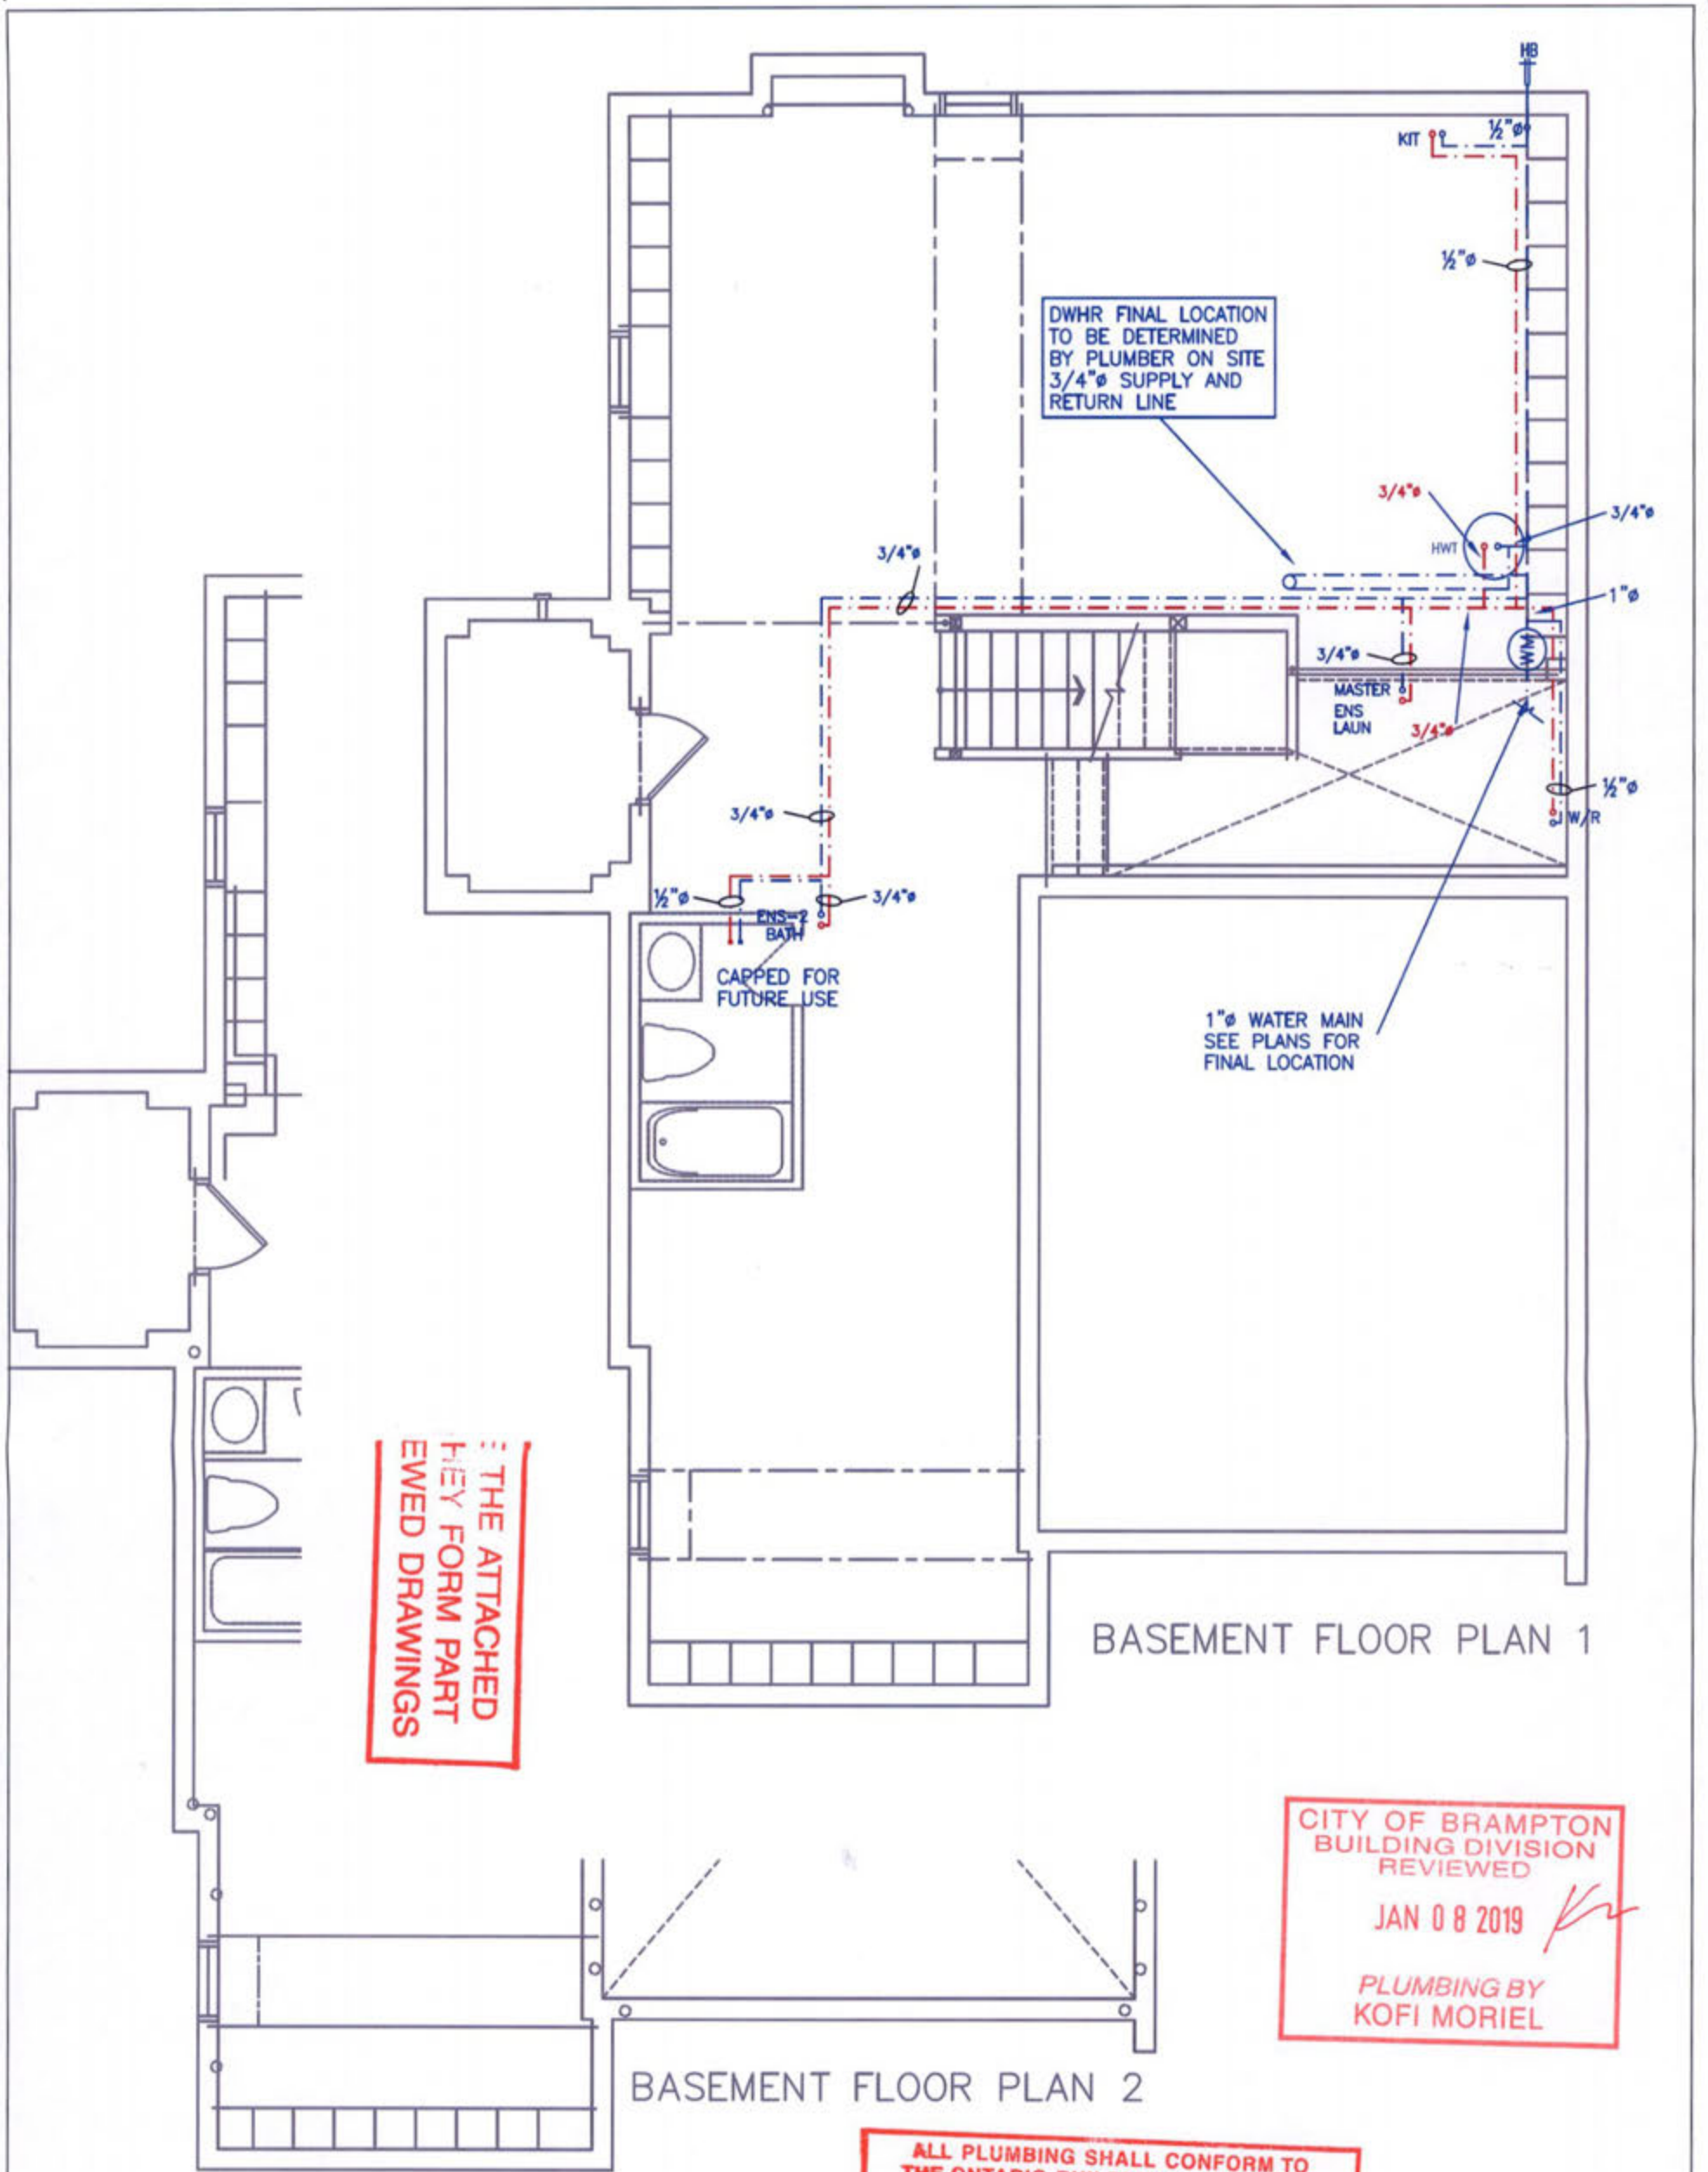 HB
KIT
½"ø
½"ø
DWHR FINAL LOCATION
TO BE DETERMINED
BY PLUMBER ON SITE
3/4"ø SUPPLY AND
RETURN LINE
3/4"ø
3/4"ø
HWT
3/4"ø
1"ø
3/4"ø
WM
MASTER
ENS
LAUN
3/4"ø
½"ø
W/R
3/4"ø
½"ø
3/4"ø
ENS-2
BATH
CAPPED FOR
FUTURE USE
1"ø WATER MAIN
SEE PLANS FOR
FINAL LOCATION
THE ATTACHED
HEY FORM PART
EWED DRAWINGS
BASEMENT FLOOR PLAN 1
CITY OF BRAMPTON
BUILDING DIVISION
REVIEWED
JAN 08 2019
PLUMBING BY
KOFI MORIEL
BASEMENT FLOOR PLAN 2
ALL PLUMBING SHALL CONFORM TO
THE ONTARIO